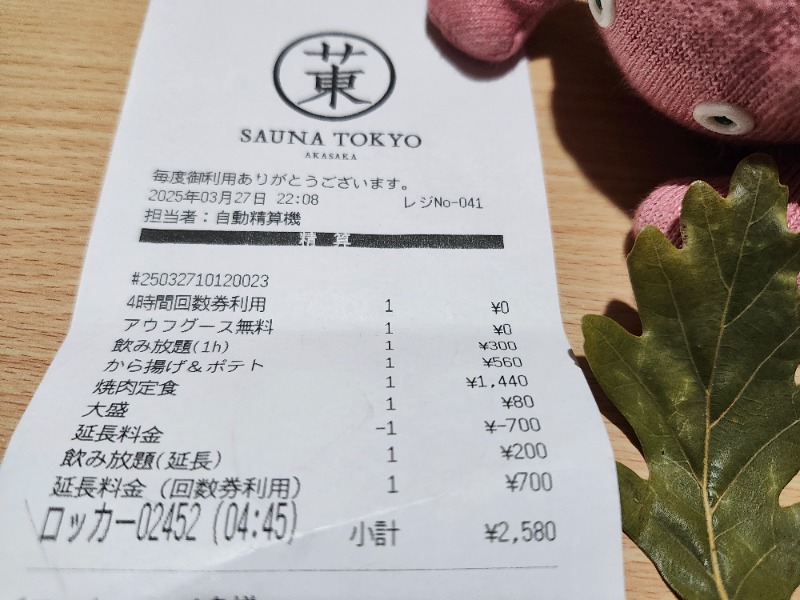 東
SAUNA TOKYO
AKASAKA
毎度御利用ありがとうございます。
2025年03月27日 22:08 レジNo-041
担当者：自動精算機
精 算
#25032710120023
4時間回数券利用 1 ¥0
アウフグース無料 1 ¥0
飲み放題(1h) 1 ¥300
から揚げ＆ポテト 1 ¥560
焼肉定食 1 ¥1,440
大盛 1 ¥80
延長料金 -1 ¥-700
飲み放題(延長) 1 ¥200
延長料金（回数券利用） 1 ¥700
ロッカー02452 (04:45) 小計 ¥2,580